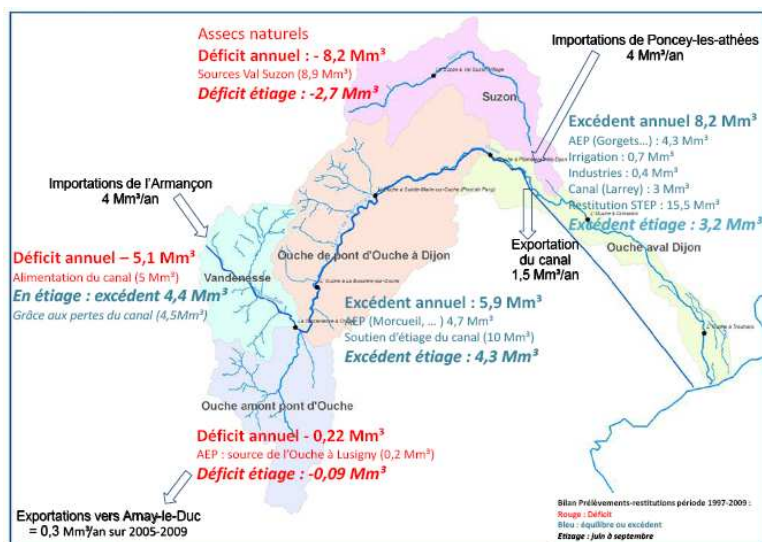 Assecs naturels
Déficit annuel : - 8,2 Mm³
Sources Val Suzon (8,9 Mm³)
Déficit étiage : -2,7 Mm³
Importations de Poncey-les-athées
4 Mm³/an
Suzon
Excédent annuel 8,2 Mm³
AEP (Gorgets...) : 4,3 Mm³
Irrigation : 0,7 Mm³
Industries : 0,4 Mm³
Canal (Larrey) : 3 Mm³
Restitution STEP : 15,5 Mm³
Excédent étiage : 3,2 Mm³
Ouche aval Dijon
Importations de l'Armançon
4 Mm³/an
Exportation
du canal
1,5 Mm³/an
Déficit annuel – 5,1 Mm³
Alimentation du canal (5 Mm³)
En étiage : excédent 4,4 Mm³
Grâce aux pertes du canal (4,5Mm³)
Vandenesse
Ouche de pont d'Ouche à Dijon
Excédent annuel : 5,9 Mm³
AEP (Morcueil, ... ) 4,7 Mm³
Soutien d'étiage du canal (10 Mm³)
Excédent étiage : 4,3 Mm³
Ouche amont pont d'Ouche
Déficit annuel - 0,22 Mm³
AEP : source de l'Ouche à Lusigny (0,2 Mm³)
Déficit étiage : -0,09 Mm³
Exportations vers Arnay-le-Duc
= 0,3 Mm³/an sur 2005-2009
Bilan Prélèvements-restitutions période 1997-2009 :
Rouge : Déficit
Bleu : équilibre ou excédent
Etiage : juin à septembre